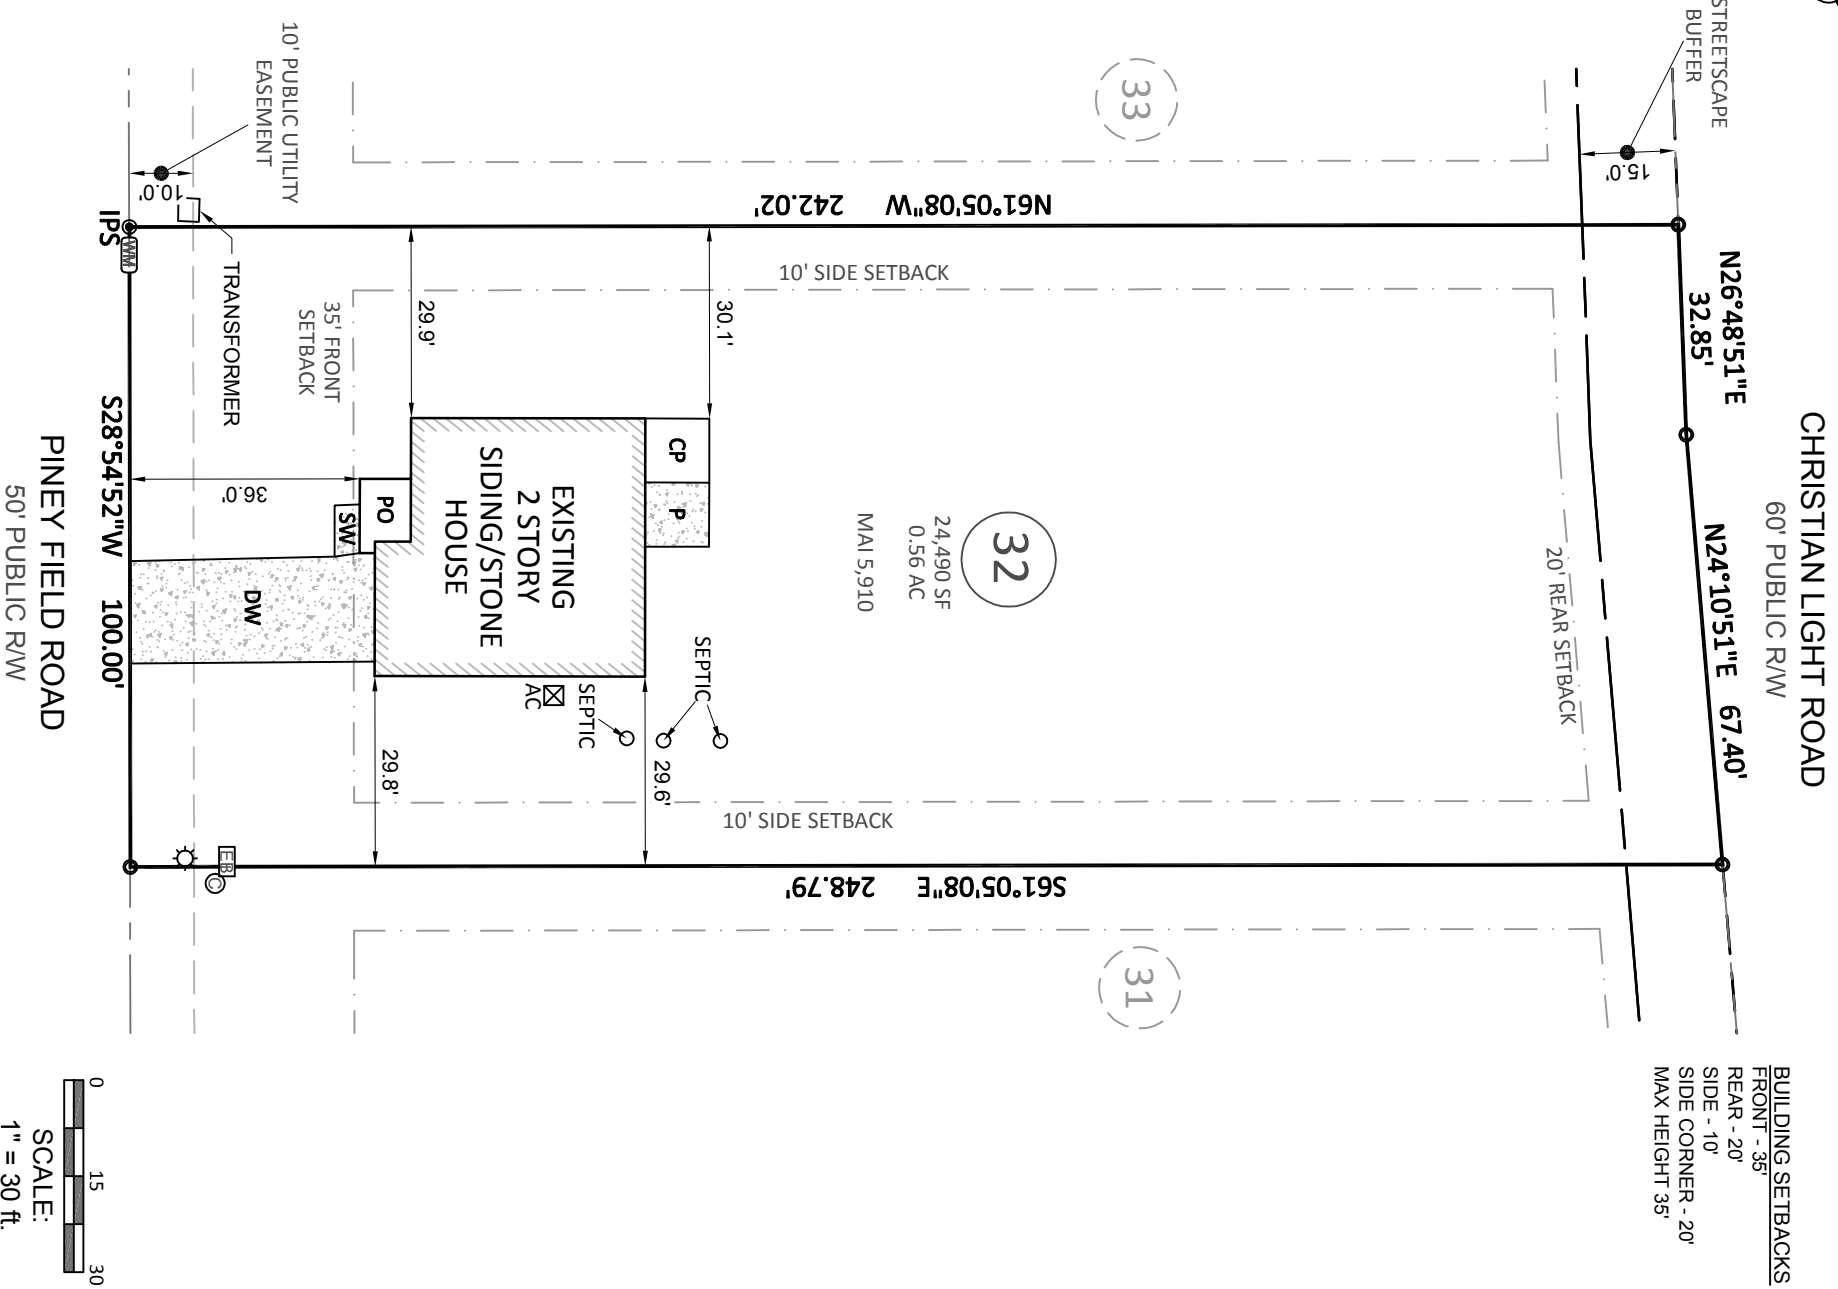 CHRISTIAN LIGHT ROAD
60' PUBLIC R/W
BUILDING SETBACKS
FRONT - 35'
REAR - 20'
SIDE - 10'
SIDE CORNER - 20'
MAX HEIGHT 35'
STREETSCAPE
BUFFER
15.0'
N26°48'51"E
32.85'
N24°10'51"E 67.40'
20' REAR SETBACK
33
32
24,490 SF
0.56 AC
MAI 5,910
31
N61°05'08"W 242.02'
10' SIDE SETBACK
S61°05'08"E 248.79'
10' SIDE SETBACK
30.1'
29.9'
CP
P
EXISTING
2 STORY
SIDING/STONE
HOUSE
SEPTIC
SEPTIC
AC
29.6'
29.8'
PO
SW
DW
36.0'
35' FRONT
SETBACK
10' PUBLIC UTILITY
EASEMENT
10.0'
TRANSFORMER
EB
C
IPS
WM
S28°54'52"W 100.00'
PINEY FIELD ROAD
50' PUBLIC R/W
0 15 30
SCALE:
1" = 30 ft.